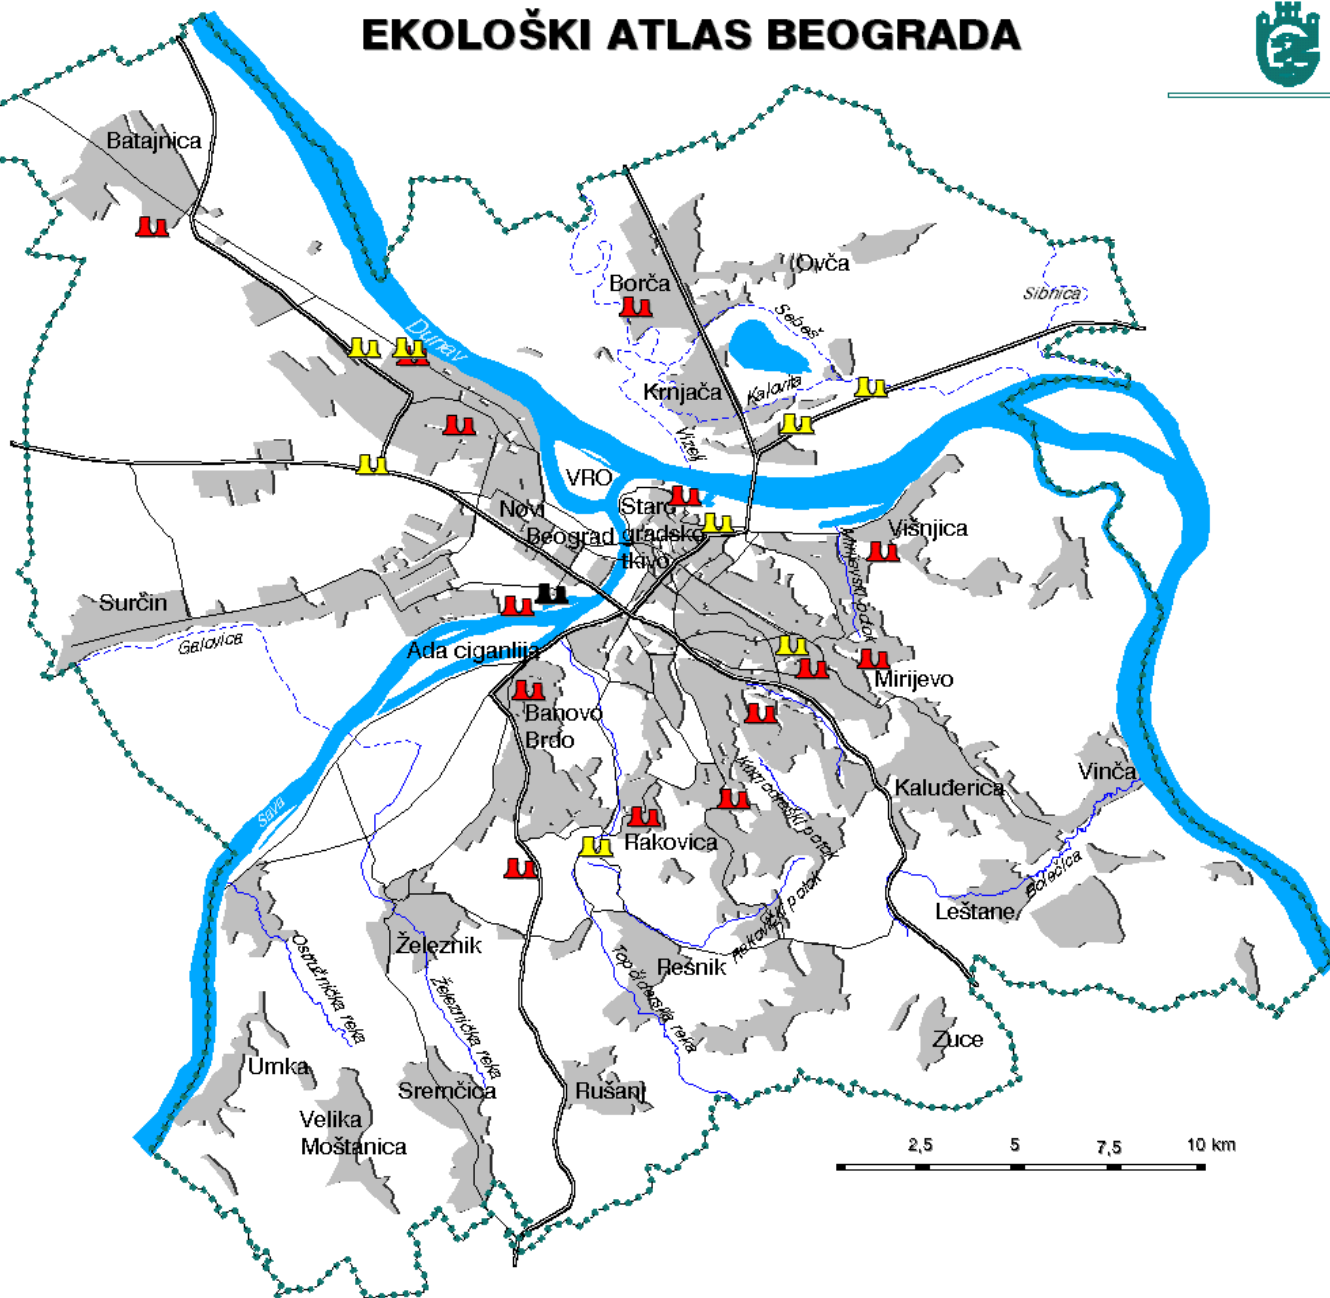 EKOLOŠKI ATLAS BEOGRADA
Batajnica
Ovča
Borča
Sibnica
Sebeš
Dunav
Krnjača
Kalovita
Vizelj
VRO
Novi
Beograd
Staro
gradsko
tkivo
Višnjica
Mirijevski potok
Surčin
Galovica
Ada ciganlija
Mirijevo
Banovo
Brdo
Vinča
Kaluđerica
Sava
Rakovica
Bolečica
Leštane
Železnik
Ostružnička reka
Železnička reka
Topčiderska reka
Resnik
Zuce
Umka
Sremčica
Rušanj
Velika
Moštanica
2,5 5 7,5 10 km